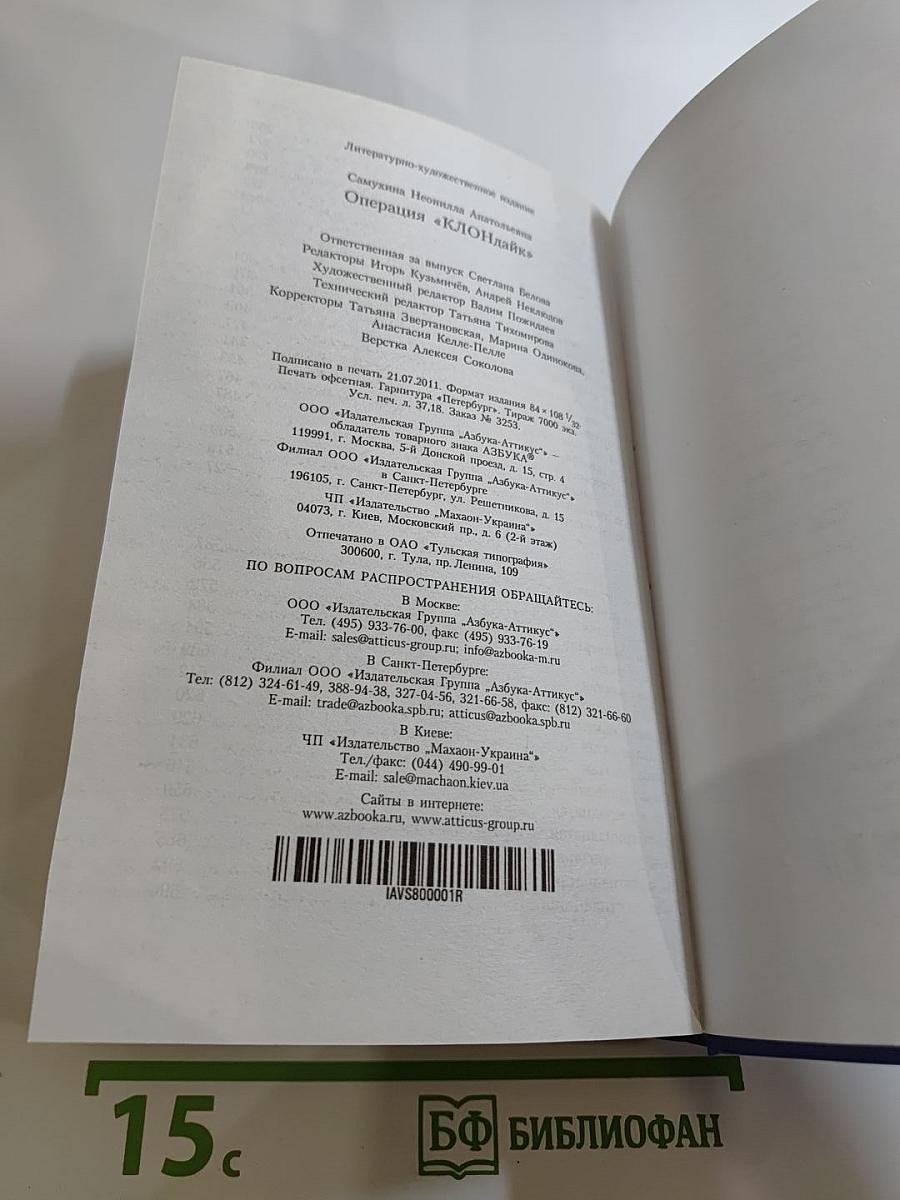 Литературно-художественное издание
Самухина Неонилла Анатольевна
Операция «КЛОНдайк»
Ответственная за выпуск Светлана Белова
Редакторы Игорь Кузьмичёв, Андрей Неклюдов
Художественный редактор Вадим Пожидаев
Технический редактор Татьяна Тихомирова
Корректоры Татьяна Звертановская, Марина Одинокова,
Анастасия Келле-Пелле
Верстка Алексея Соколова
Подписано в печать 21.07.2011. Формат издания 84 × 108 1/32.
Печать офсетная. Гарнитура «Петербург». Тираж 7000 экз.
Усл. печ. л. 37,18. Заказ № 3253.
ООО «Издательская Группа „Азбука-Аттикус“» —
обладатель товарного знака АЗБУКА®
119991, г. Москва, 5-й Донской проезд, д. 15, стр. 4
Филиал ООО «Издательская Группа „Азбука-Аттикус“»
в Санкт-Петербурге
196105, г. Санкт-Петербург, ул. Решетникова, д. 15
ЧП «Издательство „Махаон-Украина“»
04073, г. Киев, Московский пр., д. 6 (2-й этаж)
Отпечатано в ОАО «Тульская типография»
300600, г. Тула, пр. Ленина, 109
ПО ВОПРОСАМ РАСПРОСТРАНЕНИЯ ОБРАЩАЙТЕСЬ:
В Москве:
ООО «Издательская Группа „Азбука-Аттикус“»
Тел. (495) 933-76-00, факс (495) 933-76-19
E-mail: sales@atticus-group.ru; info@azbooka-m.ru
В Санкт-Петербурге:
Филиал ООО «Издательская Группа „Азбука-Аттикус“»
Тел: (812) 324-61-49, 388-94-38, 327-04-56, 321-66-58, факс: (812) 321-66-60
E-mail: trade@azbooka.spb.ru; atticus@azbooka.spb.ru
В Киеве:
ЧП «Издательство „Махаон-Украина“»
Тел./факс: (044) 490-99-01
E-mail: sale@machaon.kiev.ua
Сайты в интернете:
www.azbooka.ru, www.atticus-group.ru
IAVS800001R
15 с
БФ БИБЛИОФАН